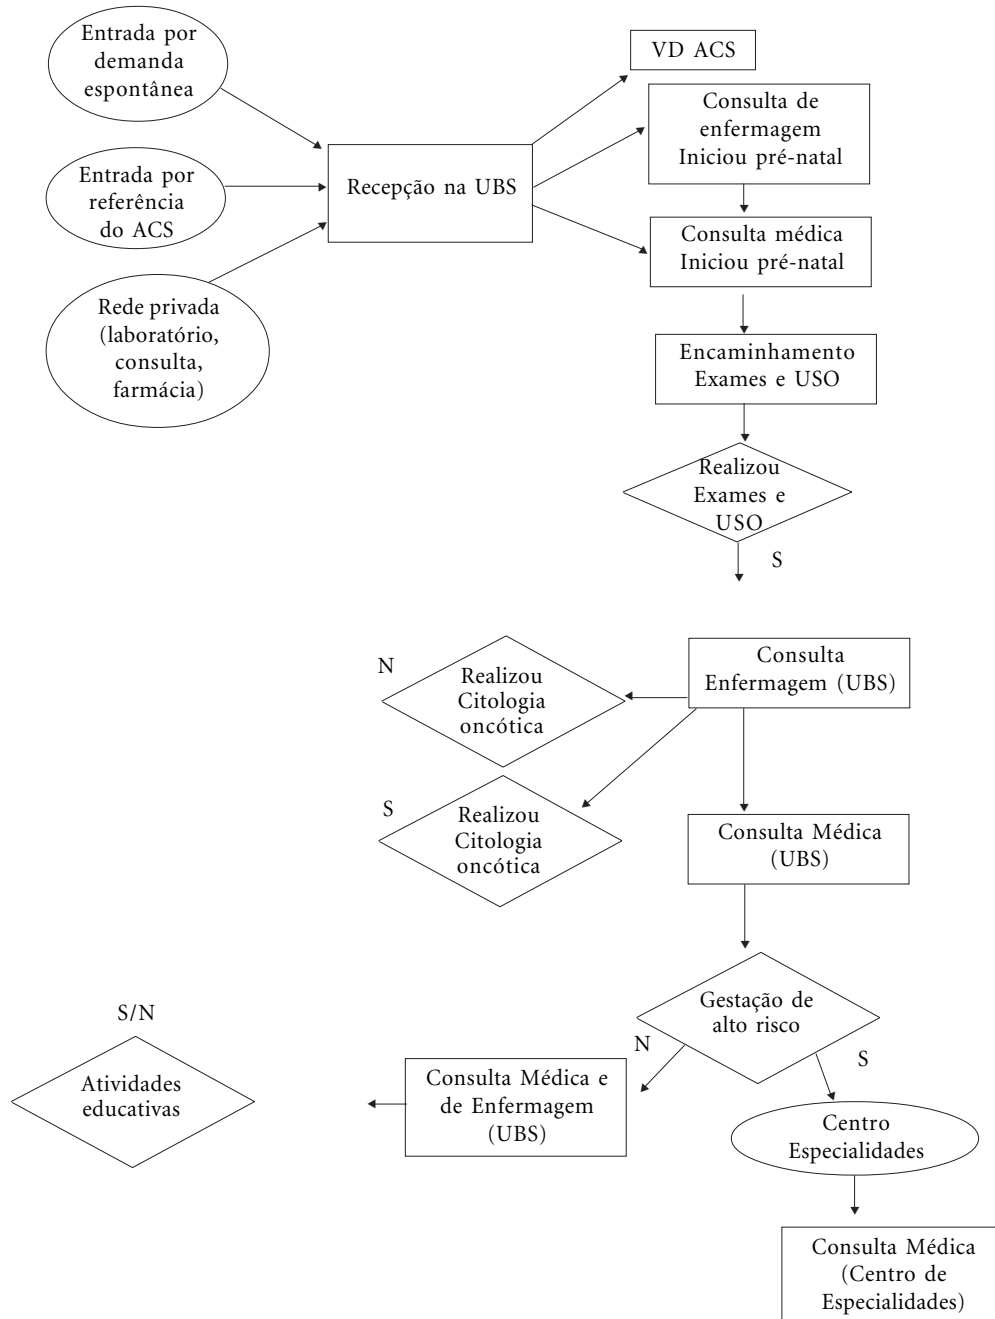 Entrada por
demanda
espontânea
VD ACS
Consulta de
enfermagem
Iniciou pré-natal
Entrada por
referência
do ACS
Recepção na UBS
Consulta médica
Iniciou pré-natal
Rede privada
(laboratório,
consulta,
farmácia)
Encaminhamento
Exames e USO
Realizou
Exames e
USO
S
Consulta
Enfermagem (UBS)
N
Realizou
Citologia
oncótica
S
Realizou
Citologia
oncótica
Consulta Médica
(UBS)
Gestação de
alto risco
N
S
S/N
Atividades
educativas
Consulta Médica e
de Enfermagem
(UBS)
Centro
Especialidades
Consulta Médica
(Centro de
Especialidades)